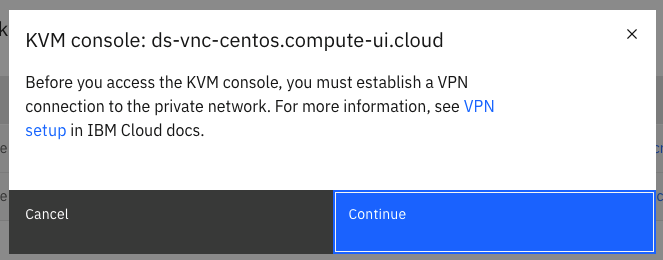 KVM console: ds-vnc-centos.compute-ui.cloud
Before you access the KVM console, you must establish a VPN
connection to the private network. For more information, see VPN
setup in IBM Cloud docs.
Cancel
Continue